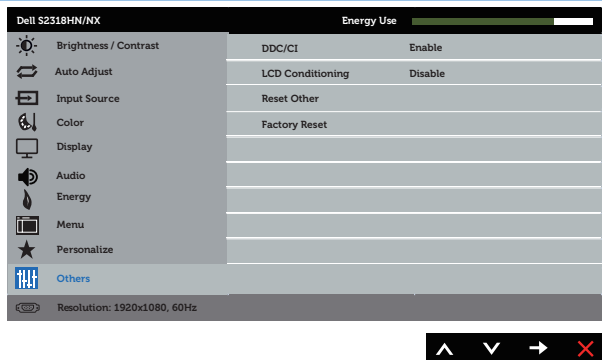 Dell S2318HN/NX Energy Use
Brightness / Contrast
Auto Adjust
Input Source
Color
Display
Audio
Energy
Menu
Personalize
Others
DDC/CI Enable
LCD Conditioning Disable
Reset Other
Factory Reset
Resolution: 1920x1080, 60Hz